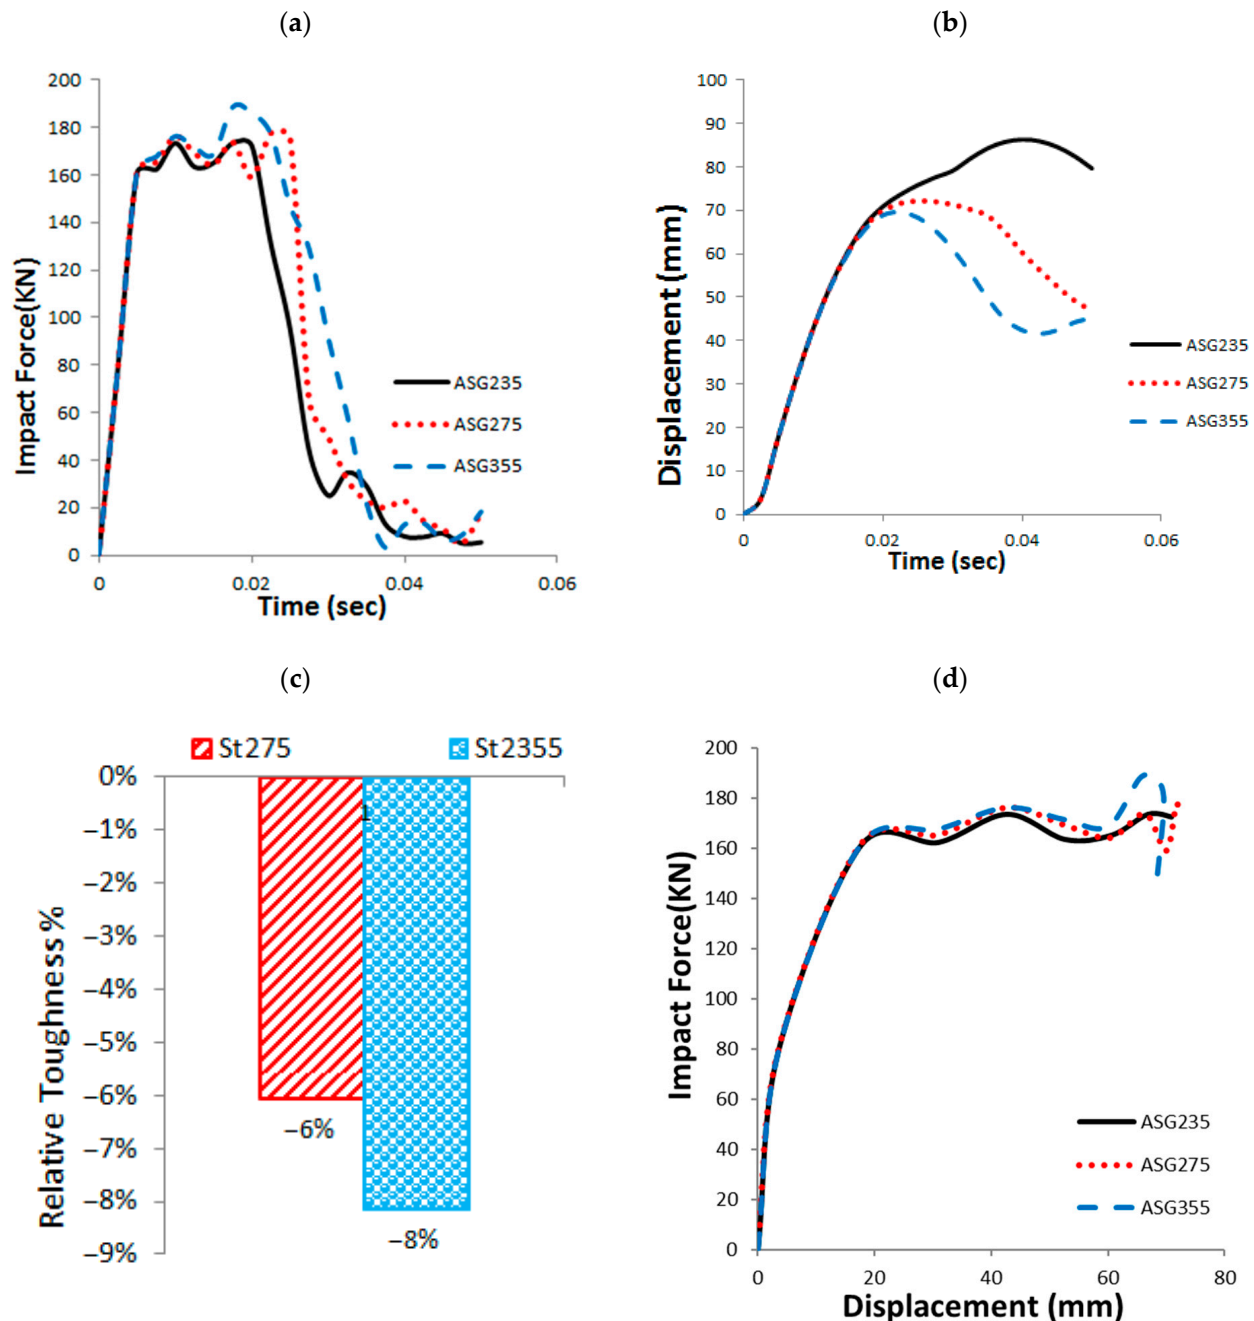 (a)
200
180
160
140
120
100
80
60
40
20
0
Impact Force(KN)
ASG235
ASG275
ASG355
0
0.02
0.04
0.06
Time (sec)
(b)
100
90
80
70
60
50
40
30
20
10
0
Displacement (mm)
ASG235
ASG275
ASG355
0
0.02
0.04
0.06
Time (sec)
(c)
St275
St2355
0%
−1%
−2%
−3%
−4%
−5%
−6%
−7%
−8%
−9%
Relative Toughness%
1
−6%
−8%
(d)
200
180
160
140
120
100
80
60
40
20
0
Impact Force(KN)
ASG235
ASG275
ASG355
0
20
40
60
80
Displacement (mm)